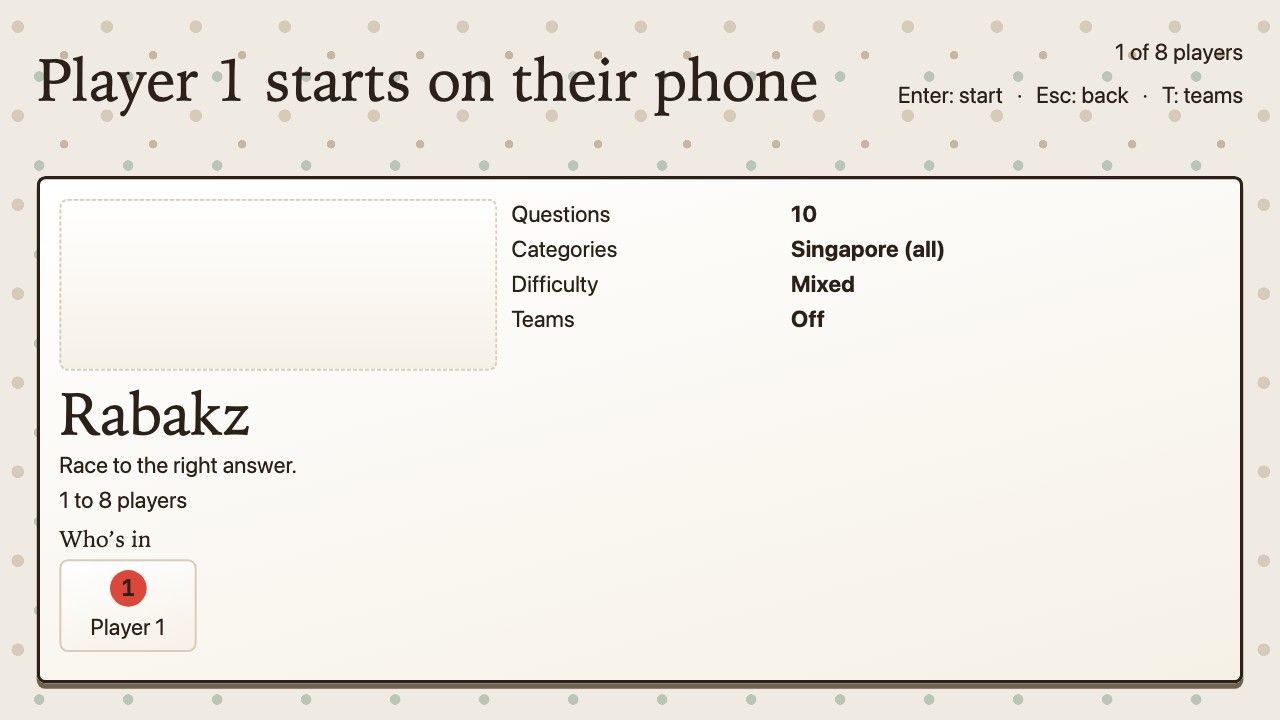 Player 1 starts on their phone
1 of 8 players
Enter: start · Esc: back · T: teams
Questions 10
Categories Singapore (all)
Difficulty Mixed
Teams Off
Rabakz
Race to the right answer.
1 to 8 players
Who’s in
1
Player 1